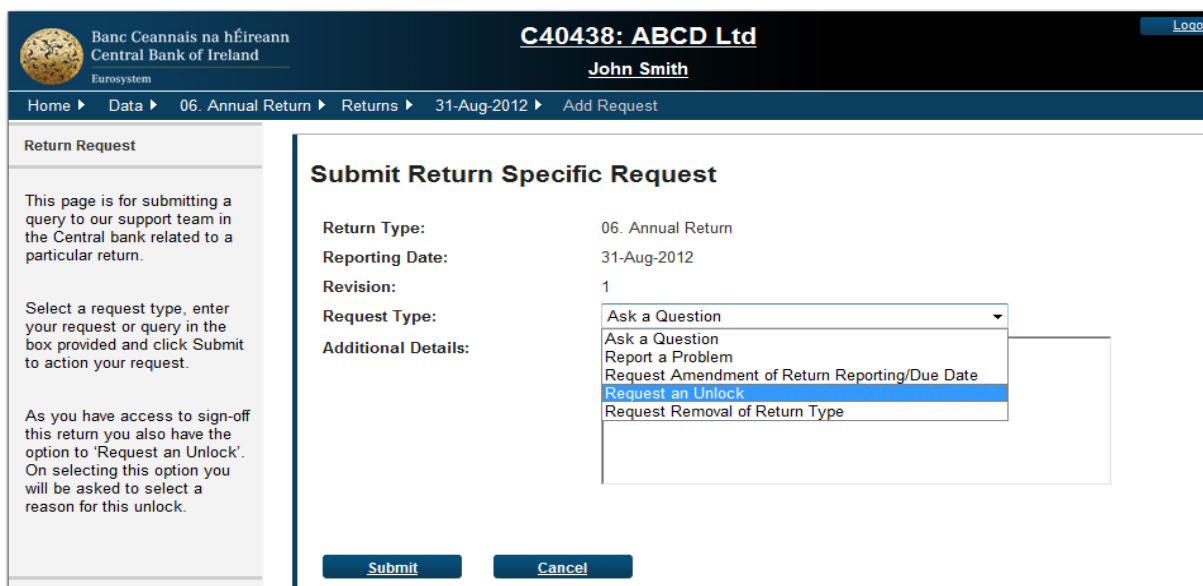 Banc Ceannais na hÉireann
Central Bank of Ireland
Eurosystem
C40438: ABCD Ltd
John Smith
Home Data 06. Annual Return Returns 31-Aug-2012 Add Request
Return Request
This page is for submitting a
query to our support team in
the Central bank related to a
particular return.
Select a request type, enter
your request or query in the
box provided and click Submit
to action your request.
As you have access to sign-off
this return you also have the
option to ‘Request an Unlock’.
On selecting this option you
will be asked to select a
reason for this unlock.
Submit Return Specific Request
Return Type: 06. Annual Return
Reporting Date: 31-Aug-2012
Revision: 1
Request Type: Ask a Question
Additional Details:
Ask a Question
Report a Problem
Request Amendment of Return Reporting/Due Date
Request an Unlock
Request Removal of Return Type
Submit Cancel